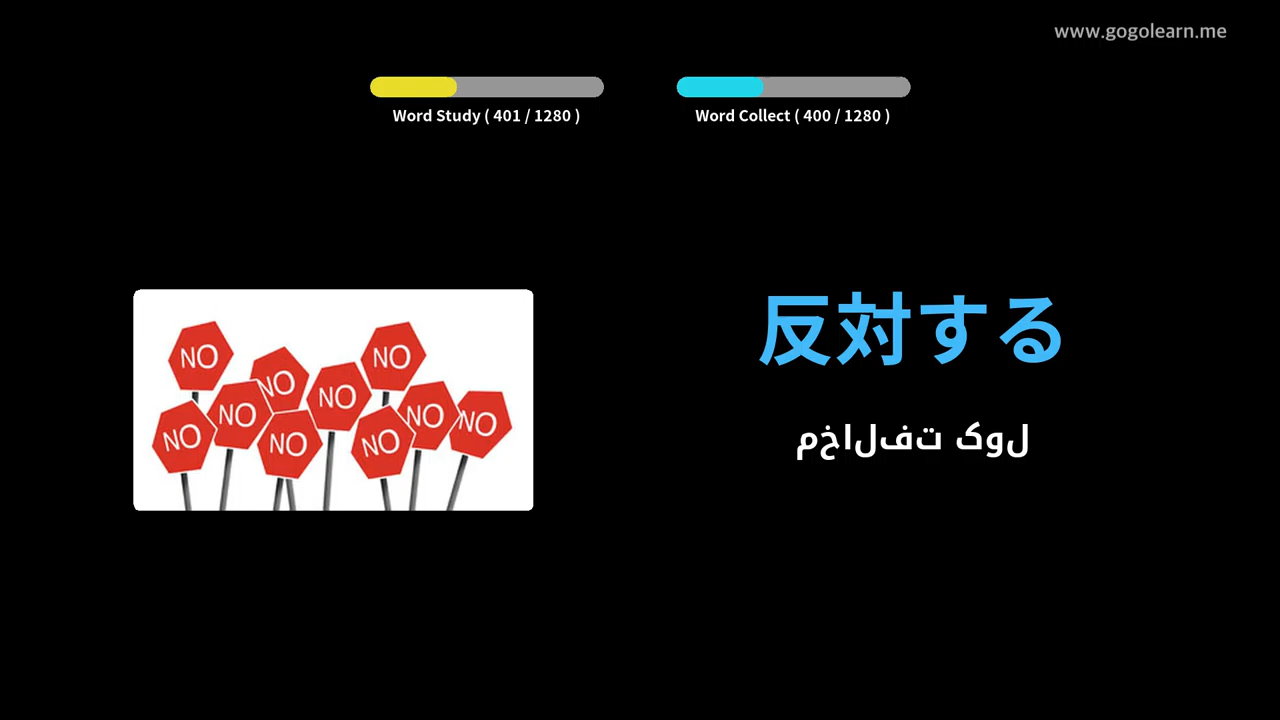 www.gogolearn.me
Word Study ( 401 / 1280 )
Word Collect ( 400 / 1280 )
NO
NO
NO
NO
NO
NO
NO
NO
NO
NO
反対する
مخالفت کول